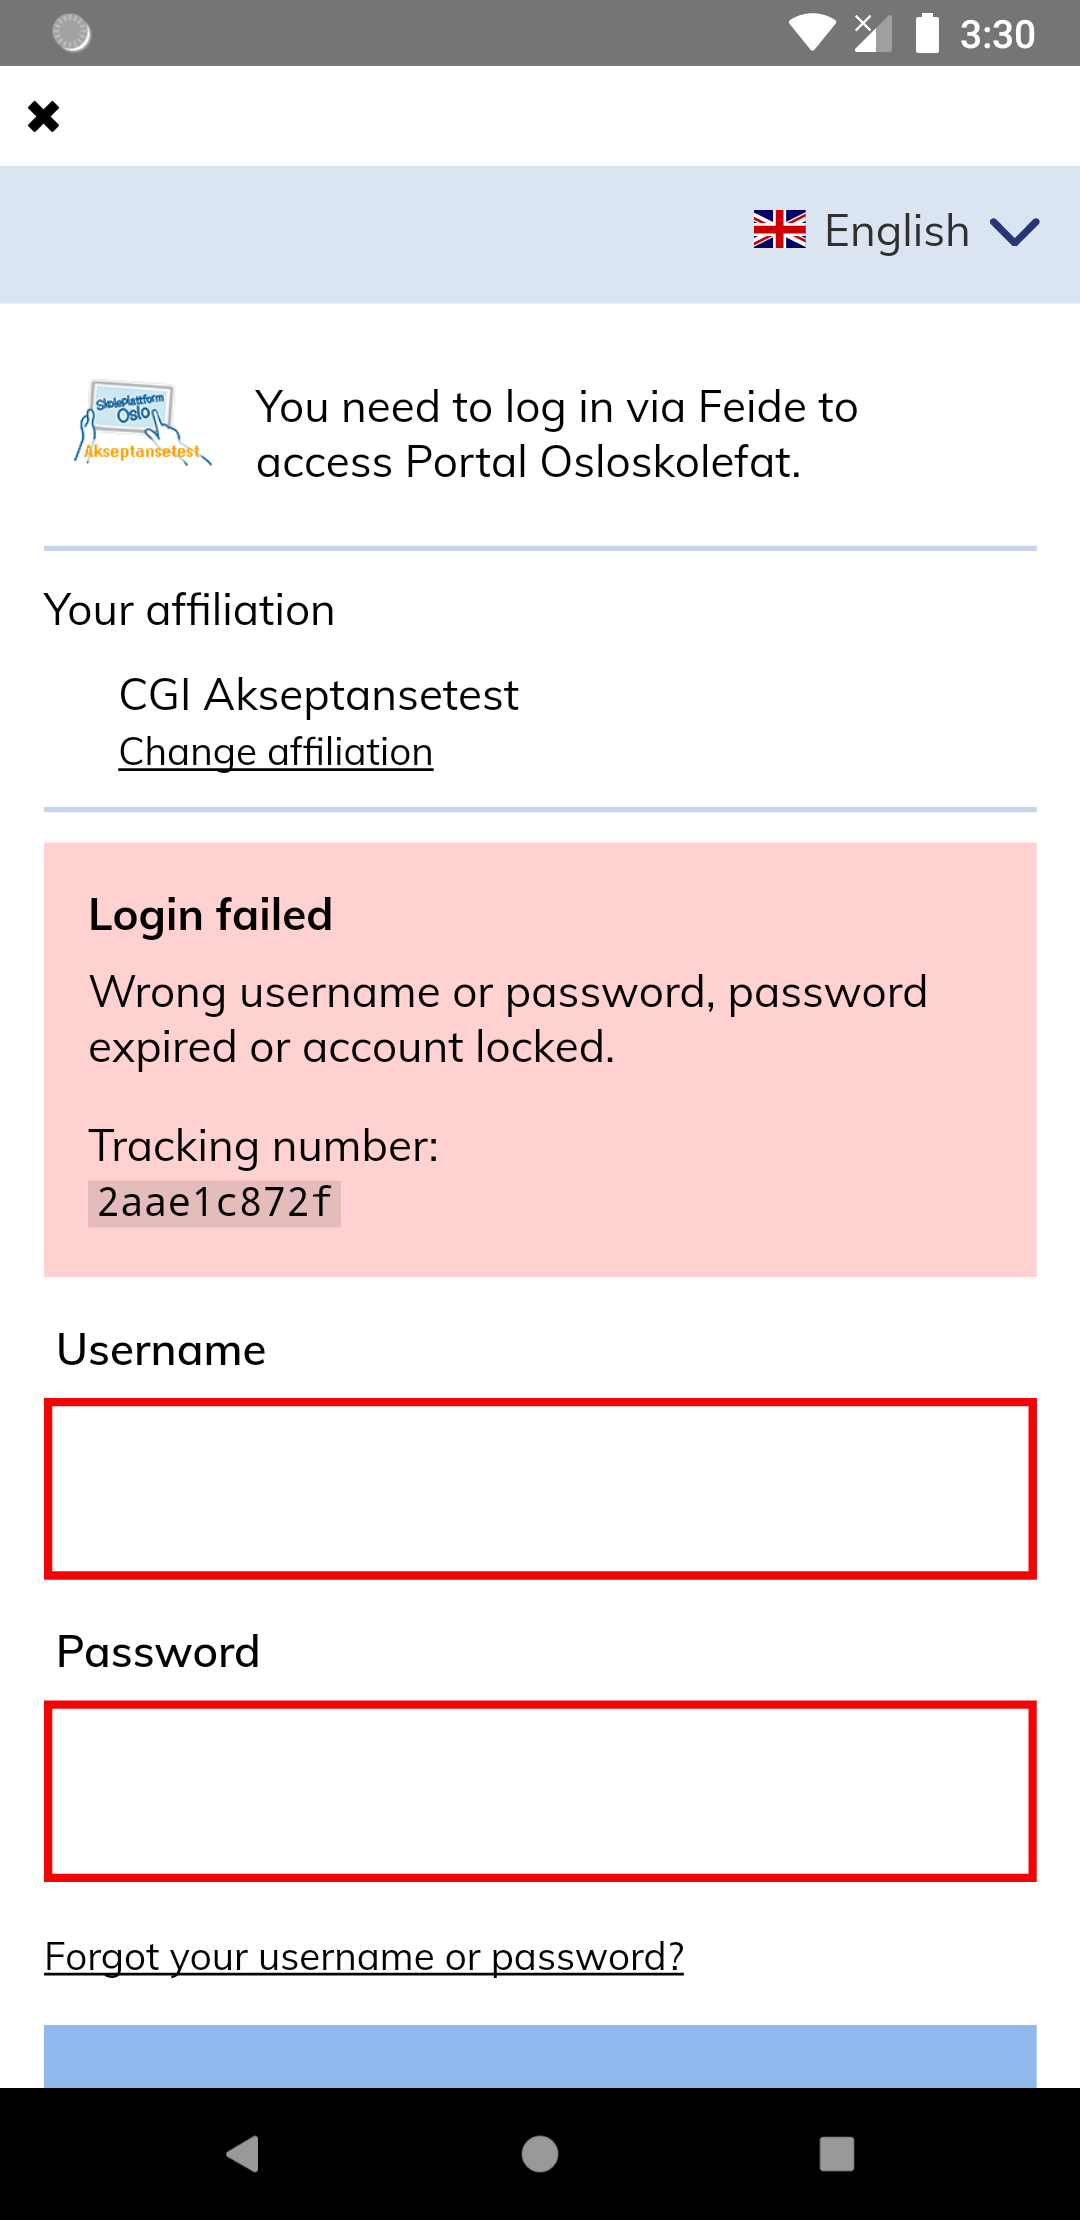 3:30
English
Skoleplattform
Oslo
Akseptansetest
You need to log in via Feide to
access Portal Osloskolefat.
Your affiliation
CGI Akseptansetest
Change affiliation
Login failed
Wrong username or password, password
expired or account locked.
Tracking number:
2aae1c872f
Username
Password
Forgot your username or password?